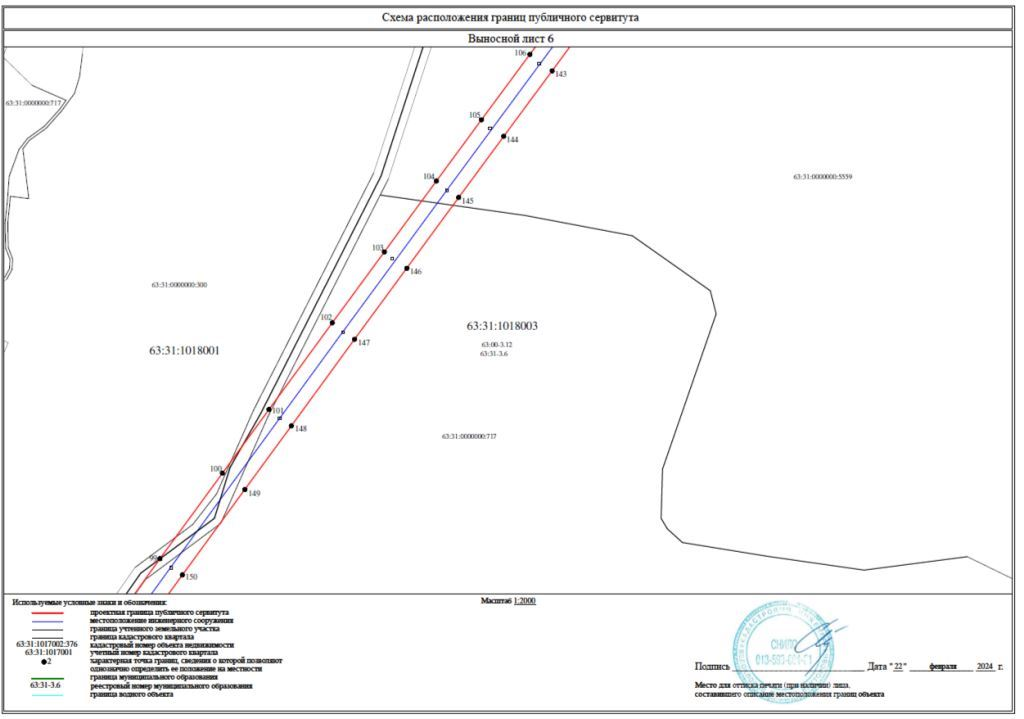 Схема расположения границ публичного сервитута
Выносной лист 6
106
143
63:31:0000000:717
105
144
104
63:31:0000000:5559
145
103
146
63:31:0000000:300
102
63:31:1018003
147
63:00-3.12
63:31:1018001
63:31-3.6
101
148
63:31:0000000:717
100
149
99
150
Используемые условные знаки и обозначения:
Масштаб 1:2000
проектная граница публичного сервитута
местоположение инженерного сооружения
граница учтенного земельного участка
граница кадастрового квартала
63:31:1017002:376 кадастровый номер объекта недвижимости
63:31:1017001 учетный номер кадастрового квартала
2 характерная точка границ, сведения о которой позволяют
однозначно определить ее положение на местности
граница муниципального образования
63:31-3.6 реестровый номер муниципального образования
граница водного объекта
СНИЛС
Подпись Дата "22" февраля 2024 г.
Место для оттиска печати (при наличии) лица,
составившего описание местоположения границ объекта